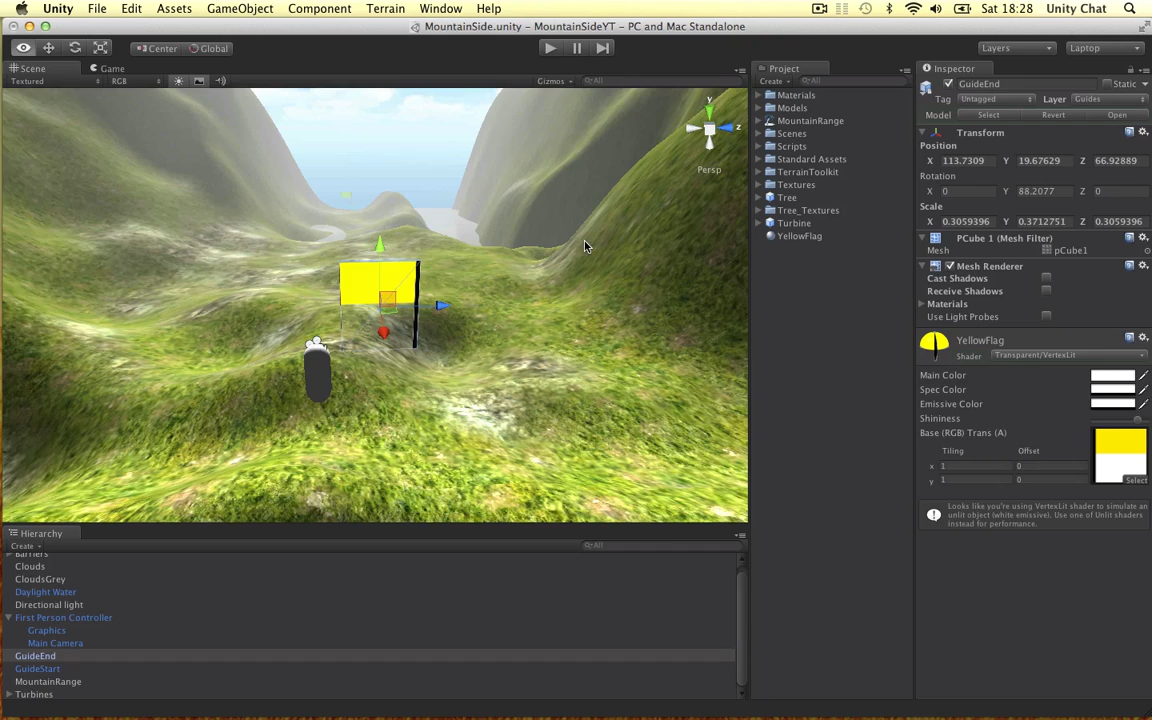 Unity File Edit Assets GameObject Component Terrain Window Help Sat 18:28 Unity Chat
MountainSide.unity - MountainSideYT - PC and Mac Standalone
Center Global Layers Laptop
Scene Game
Textured RGB Gizmos All
y
z
Persp
Hierarchy
Create All
Barriers
Clouds
CloudsGrey
Daylight Water
Directional light
First Person Controller
Graphics
Main Camera
GuideEnd
GuideStart
MountainRange
Turbines
Project
Create All
Materials
Models
MountainRange
Scenes
Scripts
Standard Assets
TerrainToolkit
Textures
Tree
Tree_Textures
Turbine
YellowFlag
Inspector
GuideEnd Static
Tag Untagged Layer Guides
Model Select Revert Open
Transform
Position
X 113.7309 Y 19.67629 Z 66.92889
Rotation
X 0 Y 88.2077 Z 0
Scale
X 0.3059396 Y 0.3712751 Z 0.3059396
PCube 1 (Mesh Filter)
Mesh pCube1
Mesh Renderer
Cast Shadows
Receive Shadows
Materials
Use Light Probes
YellowFlag
Shader Transparent/VertexLit
Main Color
Spec Color
Emissive Color
Shininess
Base (RGB) Trans (A)
Tiling Offset
x 1 0
y 1 0
Select
Looks like you're using VertexLit shader to simulate an
unlit object (white emissive). Use one of Unlit shaders
instead for performance.